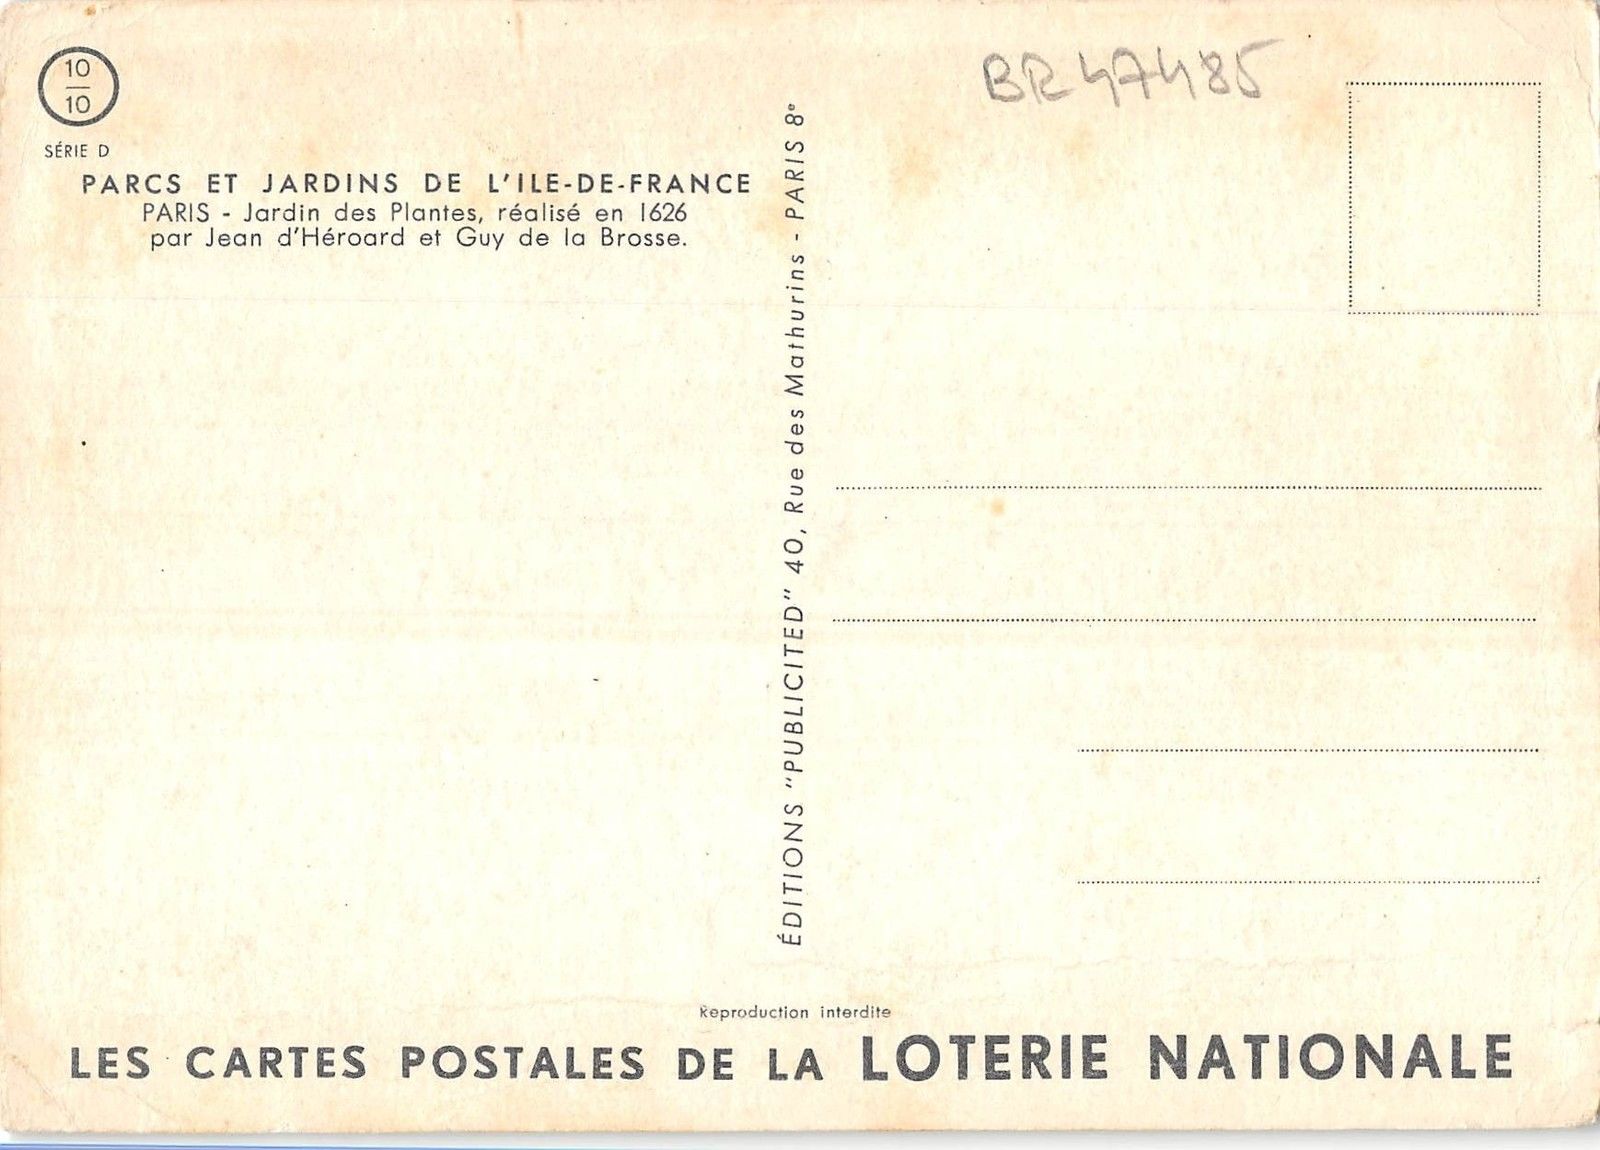 10
10
SÉRIE D
PARCS ET JARDINS DE L'ILE-DE-FRANCE
PARIS - Jardin des Plantes, réalisé en 1626
par Jean d'Héroard et Guy de la Brosse.
BR47485
ÉDITIONS "PUBLICITED" 40, Rue des Mathurins - PARIS 8e
Reproduction interdite
LES CARTES POSTALES DE LA LOTERIE NATIONALE